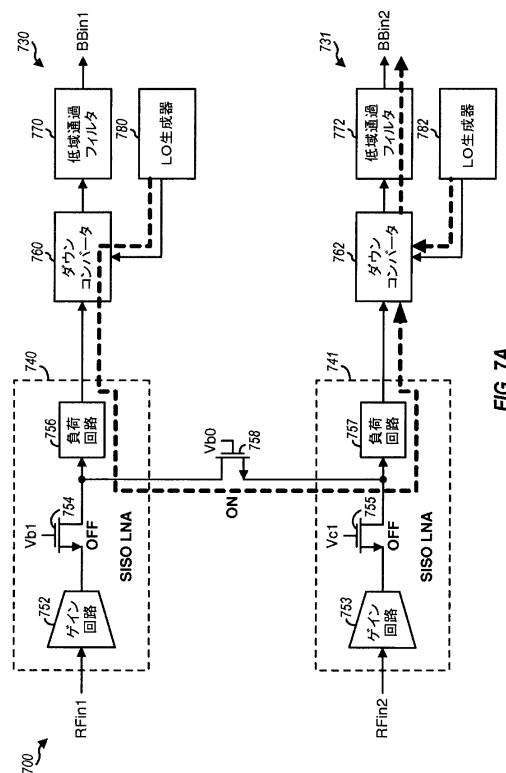 700
RFin1
752
ゲイン
回路
Vb1
754
OFF
SISO LNA
740
756
負荷
回路
760
ダウン
コンバータ
770
低域通過
フィルタ
730
BBin1
780
LO生成器
Vb0
758
ON
RFin2
753
ゲイン
回路
Vc1
755
OFF
SISO LNA
741
757
負荷
回路
762
ダウン
コンバータ
772
低域通過
フィルタ
731
BBin2
782
LO生成器
FIG. 7A